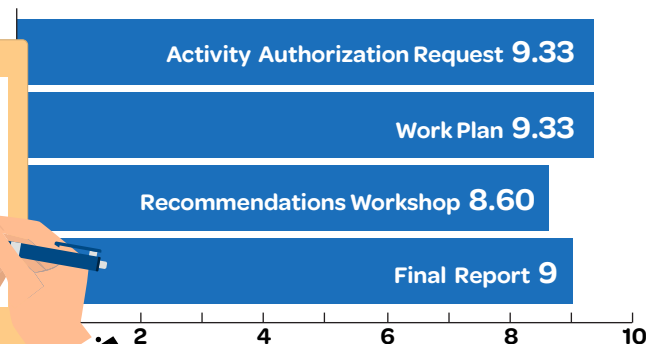 Activity Authorization Request 9.33
Work Plan 9.33
Recommendations Workshop 8.60
Final Report 9
2 4 6 8 10